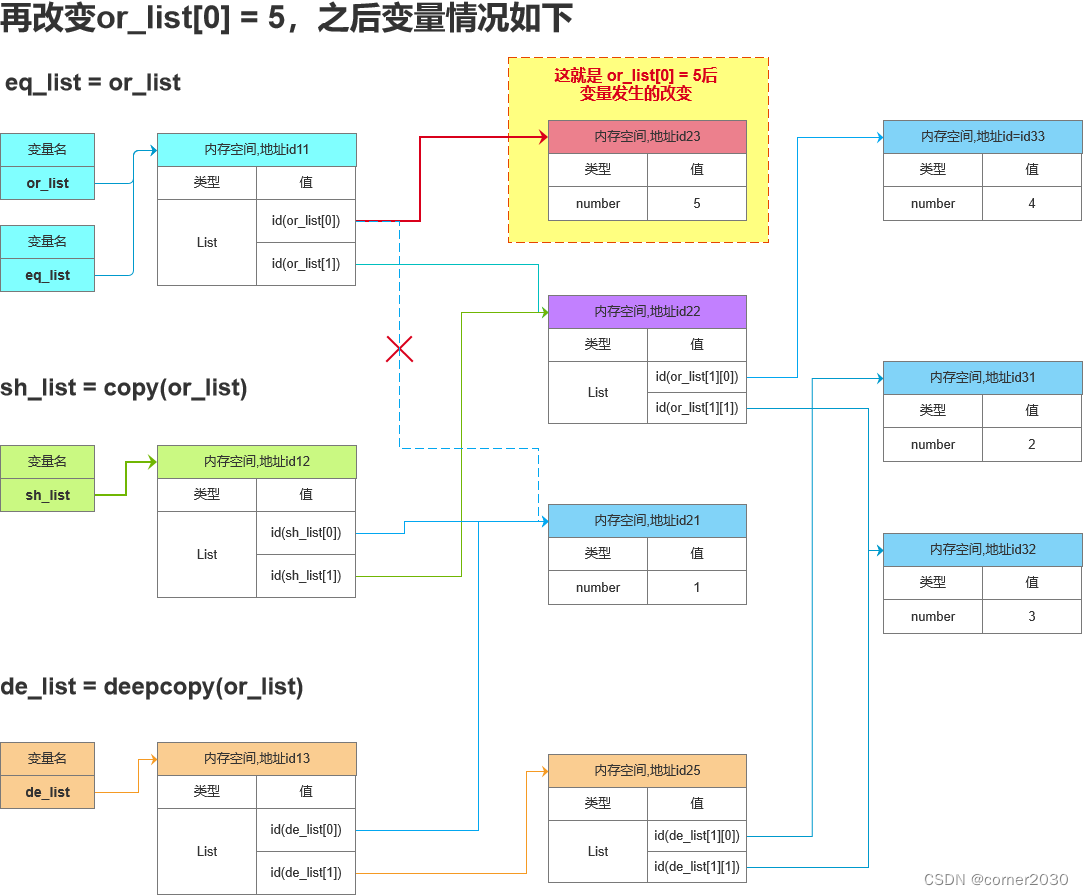 再改变or_list[0] = 5，之后变量情况如下
eq_list = or_list
这就是 or_list[0] = 5后
变量发生的改变
变量名
or_list
变量名
eq_list
内存空间,地址id11
类型 值
List
id(or_list[0])
id(or_list[1])
内存空间,地址id23
类型 值
number 5
内存空间,地址id=id33
类型 值
number 4
内存空间,地址id22
类型 值
List
id(or_list[1][0])
id(or_list[1][1])
内存空间,地址id31
类型 值
number 2
sh_list = copy(or_list)
变量名
sh_list
内存空间,地址id12
类型 值
List
id(sh_list[0])
id(sh_list[1])
内存空间,地址id21
类型 值
number 1
内存空间,地址id32
类型 值
number 3
de_list = deepcopy(or_list)
变量名
de_list
内存空间,地址id13
类型 值
List
id(de_list[0])
id(de_list[1])
内存空间,地址id25
类型 值
List
id(de_list[1][0])
id(de_list[1][1])
CSDN @corner2030